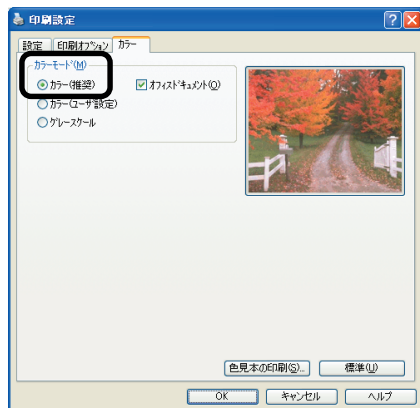 印刷設定
設定 印刷オプション カラー
カラーモード(M)
カラー(推奨) オフィスドキュメント(O)
カラー(ユーザ設定)
グレースケール
色見本の印刷(S)... 標準(U)
OK キャンセル ヘルプ